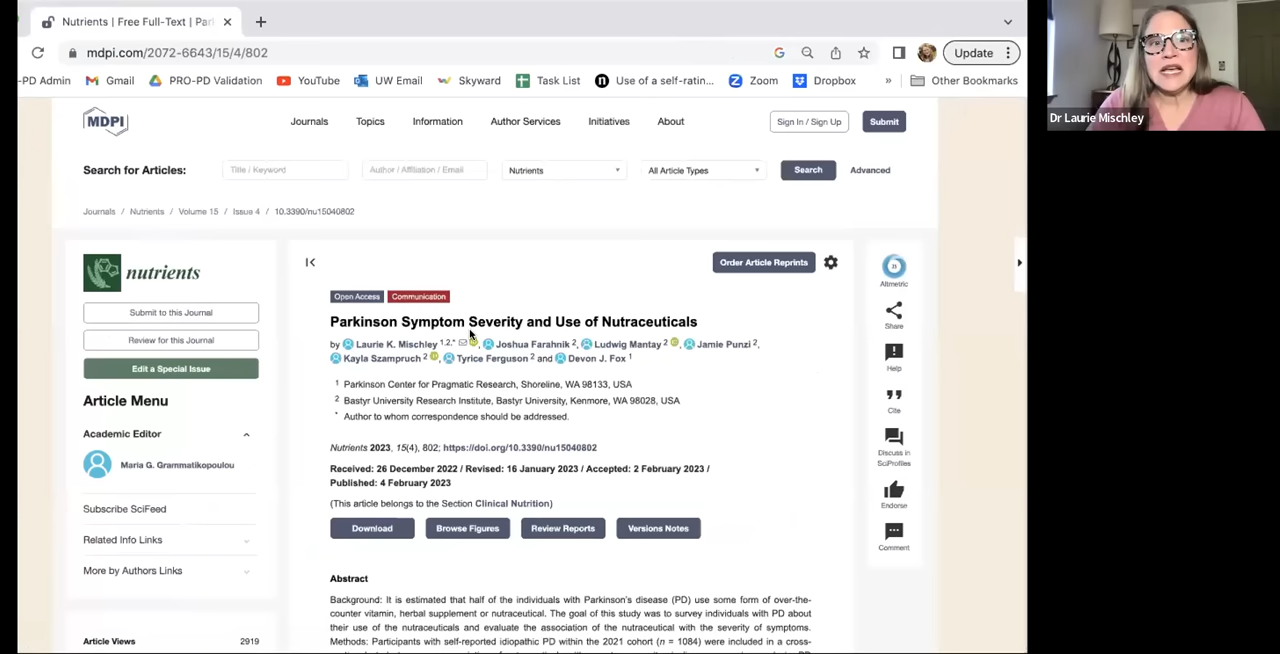 Nutrients | Free Full-Text | Par
mdpi.com/2072-6643/15/4/802
Update
-PD Admin
Gmail
PRO-PD Validation
YouTube
UW Email
Skyward
Task List
Use of a self-ratin...
Zoom
Dropbox
»
Other Bookmarks
Dr Laurie Mischley
MDPI
Journals
Topics
Information
Author Services
Initiatives
About
Sign In / Sign Up
Submit
Search for Articles:
Title / Keyword
Author / Affiliation / Email
Nutrients
All Article Types
Search
Advanced
Journals / Nutrients / Volume 15 / Issue 4 / 10.3390/nu15040802
nutrients
Submit to this Journal
Review for this Journal
Edit a Special Issue
Article Menu
Academic Editor
Maria G. Grammatikopoulou
Subscribe SciFeed
Related Info Links
More by Authors Links
Article Views 2919
Order Article Reprints
Open Access Communication
Parkinson Symptom Severity and Use of Nutraceuticals
by Laurie K. Mischley 1,2,* Joshua Farahnik 2, Ludwig Mantay 2 Jamie Punzi 2,
Kayla Szampruch 2 Tyrice Ferguson 2 and Devon J. Fox 1
1 Parkinson Center for Pragmatic Research, Shoreline, WA 98133, USA
2 Bastyr University Research Institute, Bastyr University, Kenmore, WA 98028, USA
* Author to whom correspondence should be addressed.
Nutrients 2023, 15(4), 802; https://doi.org/10.3390/nu15040802
Received: 26 December 2022 / Revised: 16 January 2023 / Accepted: 2 February 2023 /
Published: 4 February 2023
(This article belongs to the Section Clinical Nutrition)
Download
Browse Figures
Review Reports
Versions Notes
Abstract
Background: It is estimated that half of the individuals with Parkinson's disease (PD) use some form of over-the-
counter vitamin, herbal supplement or nutraceutical. The goal of this study was to survey individuals with PD about
their use of the nutraceuticals and evaluate the association of the nutraceutical with the severity of symptoms.
Methods: Participants with self-reported idiopathic PD within the 2021 cohort (n = 1084) were included in a cross-
Altmetric
Share
Help
Cite
Discuss in
SciProfiles
Endorse
Comment